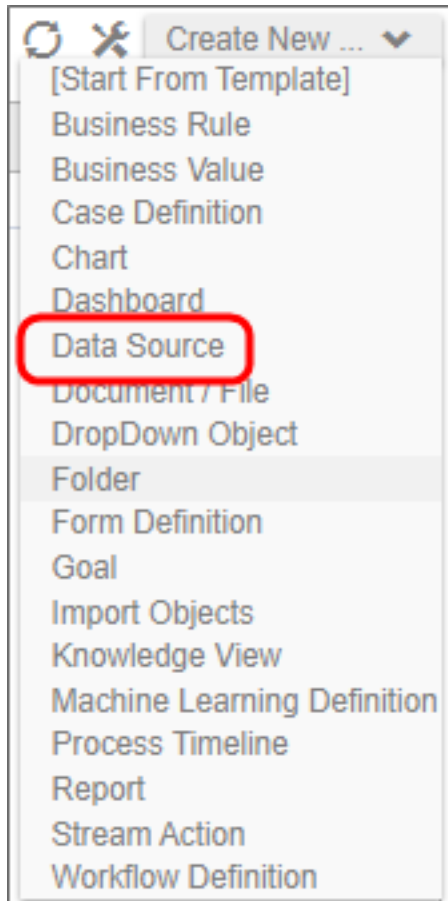 Create New ...
[Start From Template]
Business Rule
Business Value
Case Definition
Chart
Dashboard
Data Source
Document / File
DropDown Object
Folder
Form Definition
Goal
Import Objects
Knowledge View
Machine Learning Definition
Process Timeline
Report
Stream Action
Workflow Definition